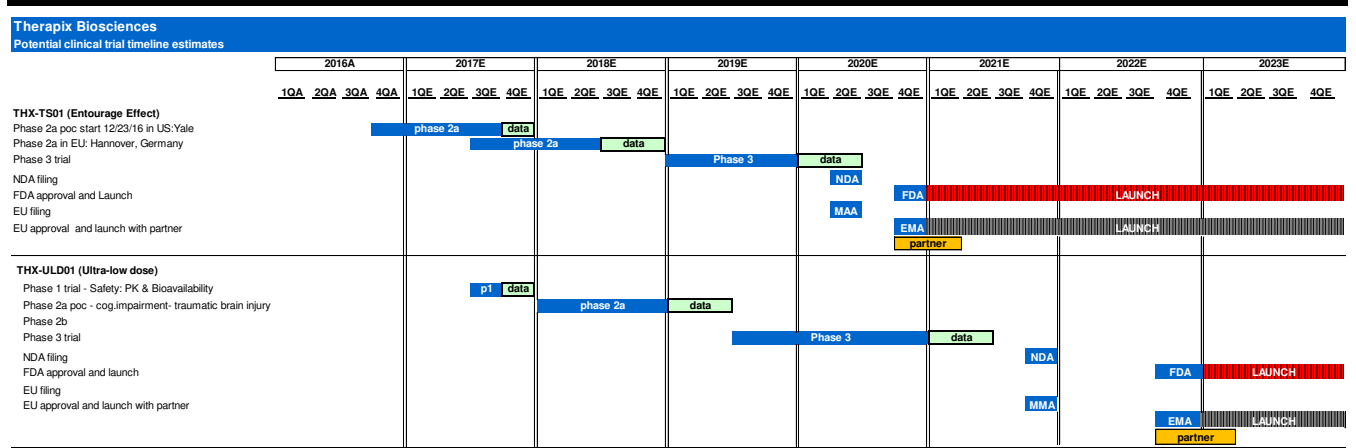 Therapix Biosciences
Potential clinical trial timeline estimates
2016A 2017E 2018E 2019E 2020E 2021E 2022E 2023E
1QA 2QA 3QA 4QA 1QE 2QE 3QE 4QE 1QE 2QE 3QE 4QE 1QE 2QE 3QE 4QE 1QE 2QE 3QE 4QE 1QE 2QE 3QE 4QE 1QE 2QE 3QE 4QE 1QE 2QE 3QE 4QE
THX-TS01 (Entourage Effect)
Phase 2a poc start 12/23/16 in US:Yale phase 2a data
Phase 2a in EU: Hannover, Germany phase 2a data
Phase 3 trial Phase 3 data
NDA filing NDA
FDA approval and Launch FDA LAUNCH
EU filing MAA
EU approval and launch with partner EMA LAUNCH
partner
THX-ULD01 (Ultra-low dose)
Phase 1 trial - Safety: PK & Bioavailability p1 data
Phase 2a poc - cog.impairment- traumatic brain injury phase 2a data
Phase 2b
Phase 3 trial Phase 3 data
NDA filing NDA
FDA approval and launch FDA LAUNCH
EU filing
EU approval and launch with partner MMA
EMA LAUNCH
partner